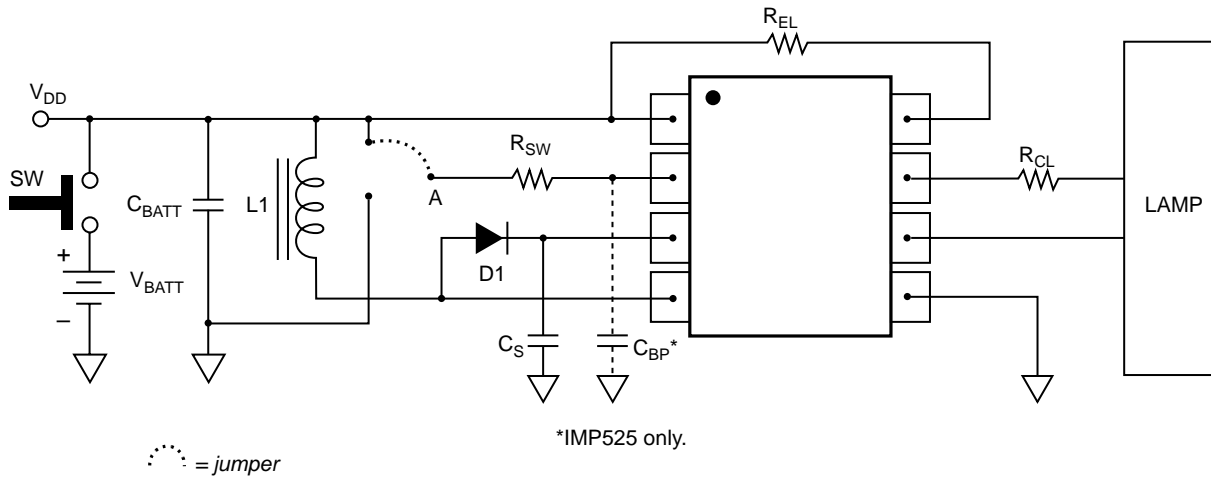 R_EL
V_DD
R_SW
R_CL
SW
C_BATT
L1
A
LAMP
D1
+
V_BATT
–
C_S
C_BP*
*IMP525 only.
= jumper